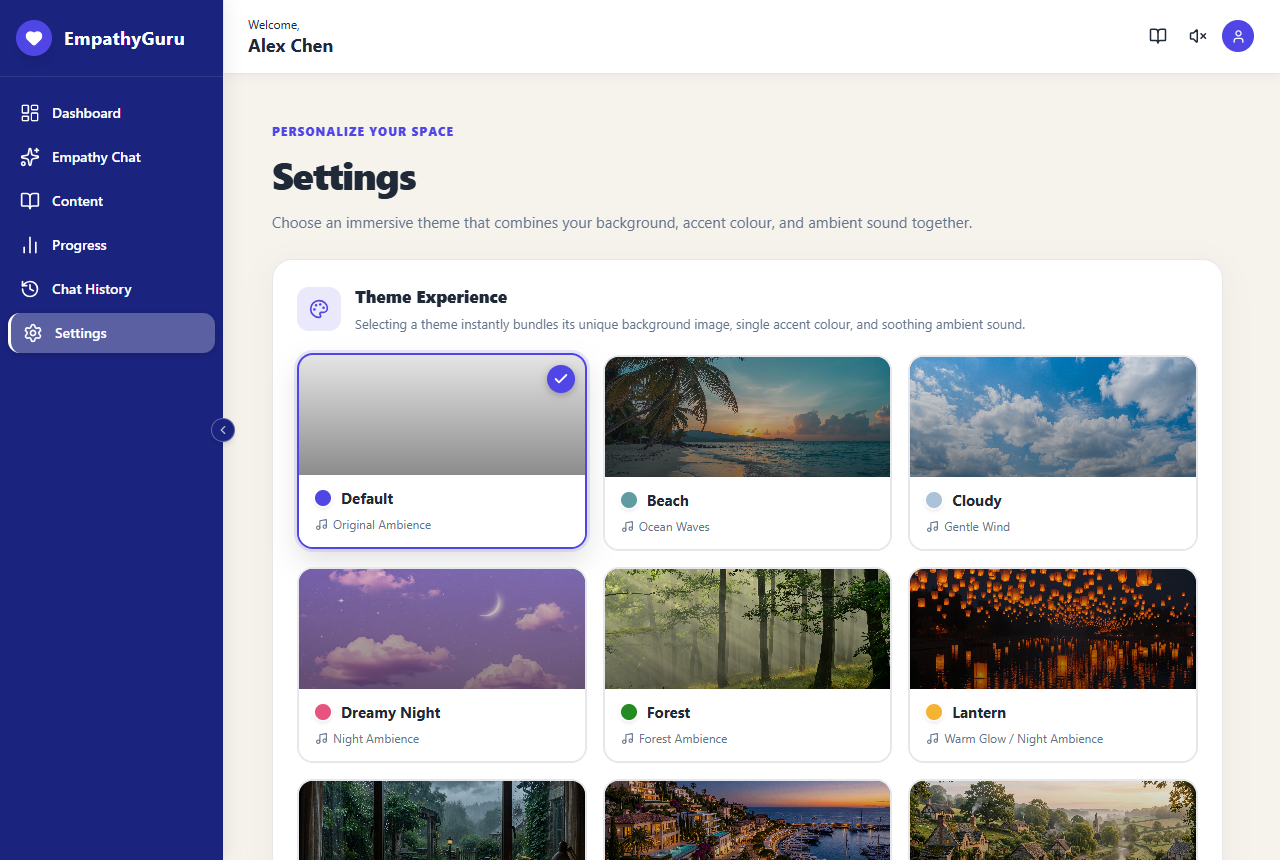 EmpathyGuru
Welcome,
Alex Chen
Dashboard
Empathy Chat
Content
Progress
Chat History
Settings
PERSONALIZE YOUR SPACE
Settings
Choose an immersive theme that combines your background, accent colour, and ambient sound together.
Theme Experience
Selecting a theme instantly bundles its unique background image, single accent colour, and soothing ambient sound.
Default
Original Ambience
Beach
Ocean Waves
Cloudy
Gentle Wind
Dreamy Night
Night Ambience
Forest
Forest Ambience
Lantern
Warm Glow / Night Ambience